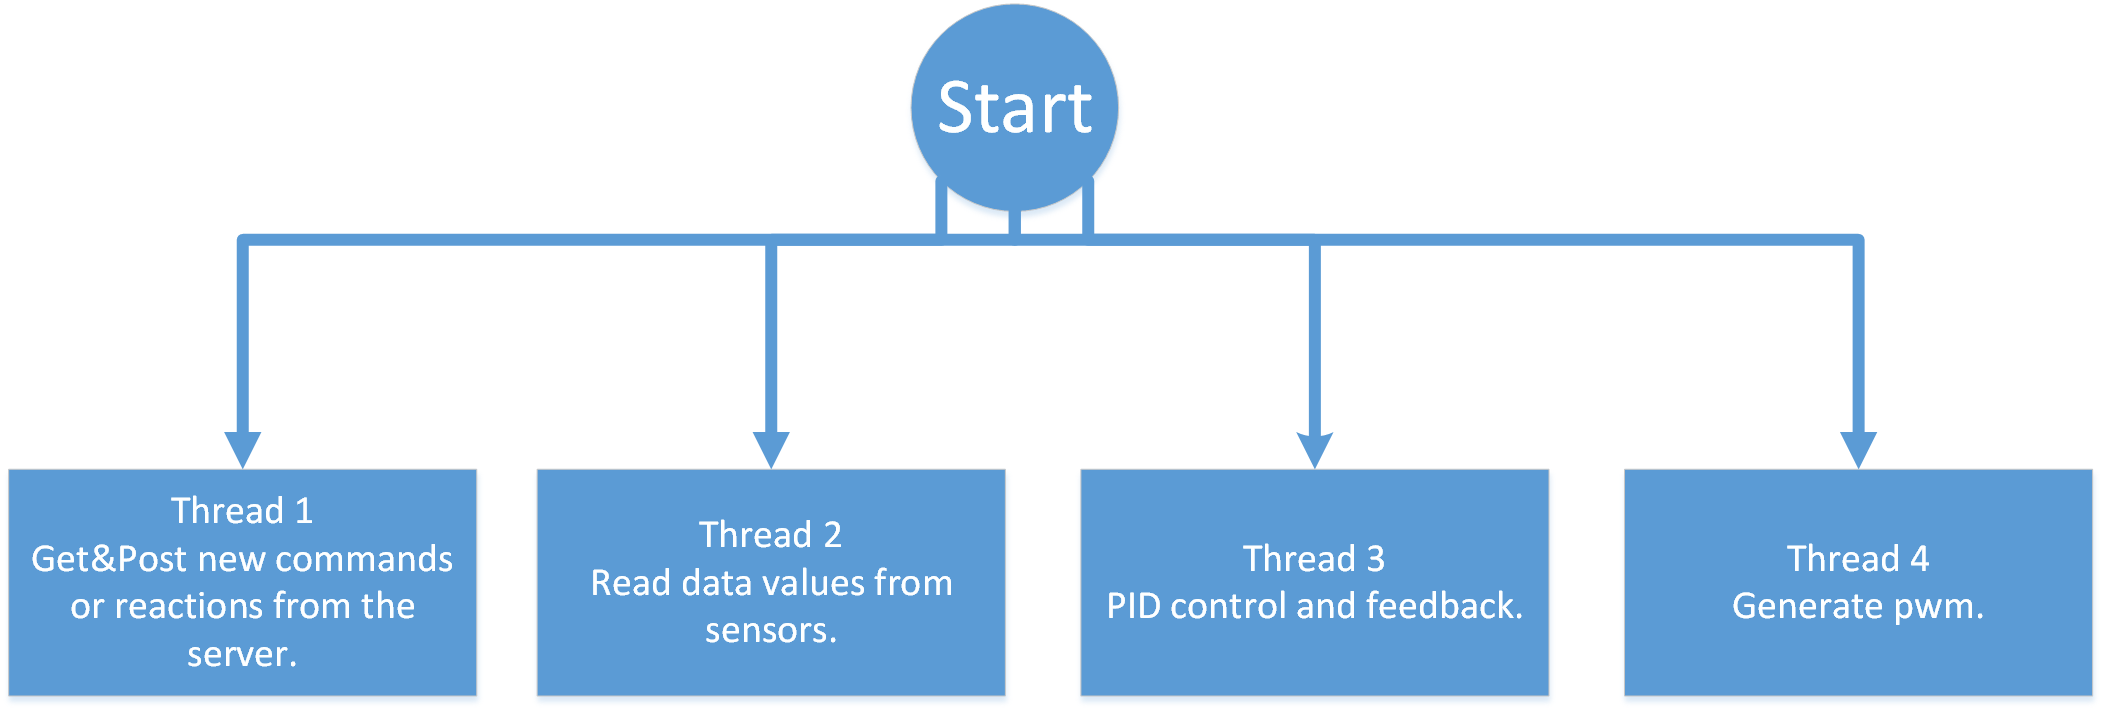 Start
Thread 1
Get&Post new commands
or reactions from the
server.
Thread 2
Read data values from
sensors.
Thread 3
PID control and feedback.
Thread 4
Generate pwm.